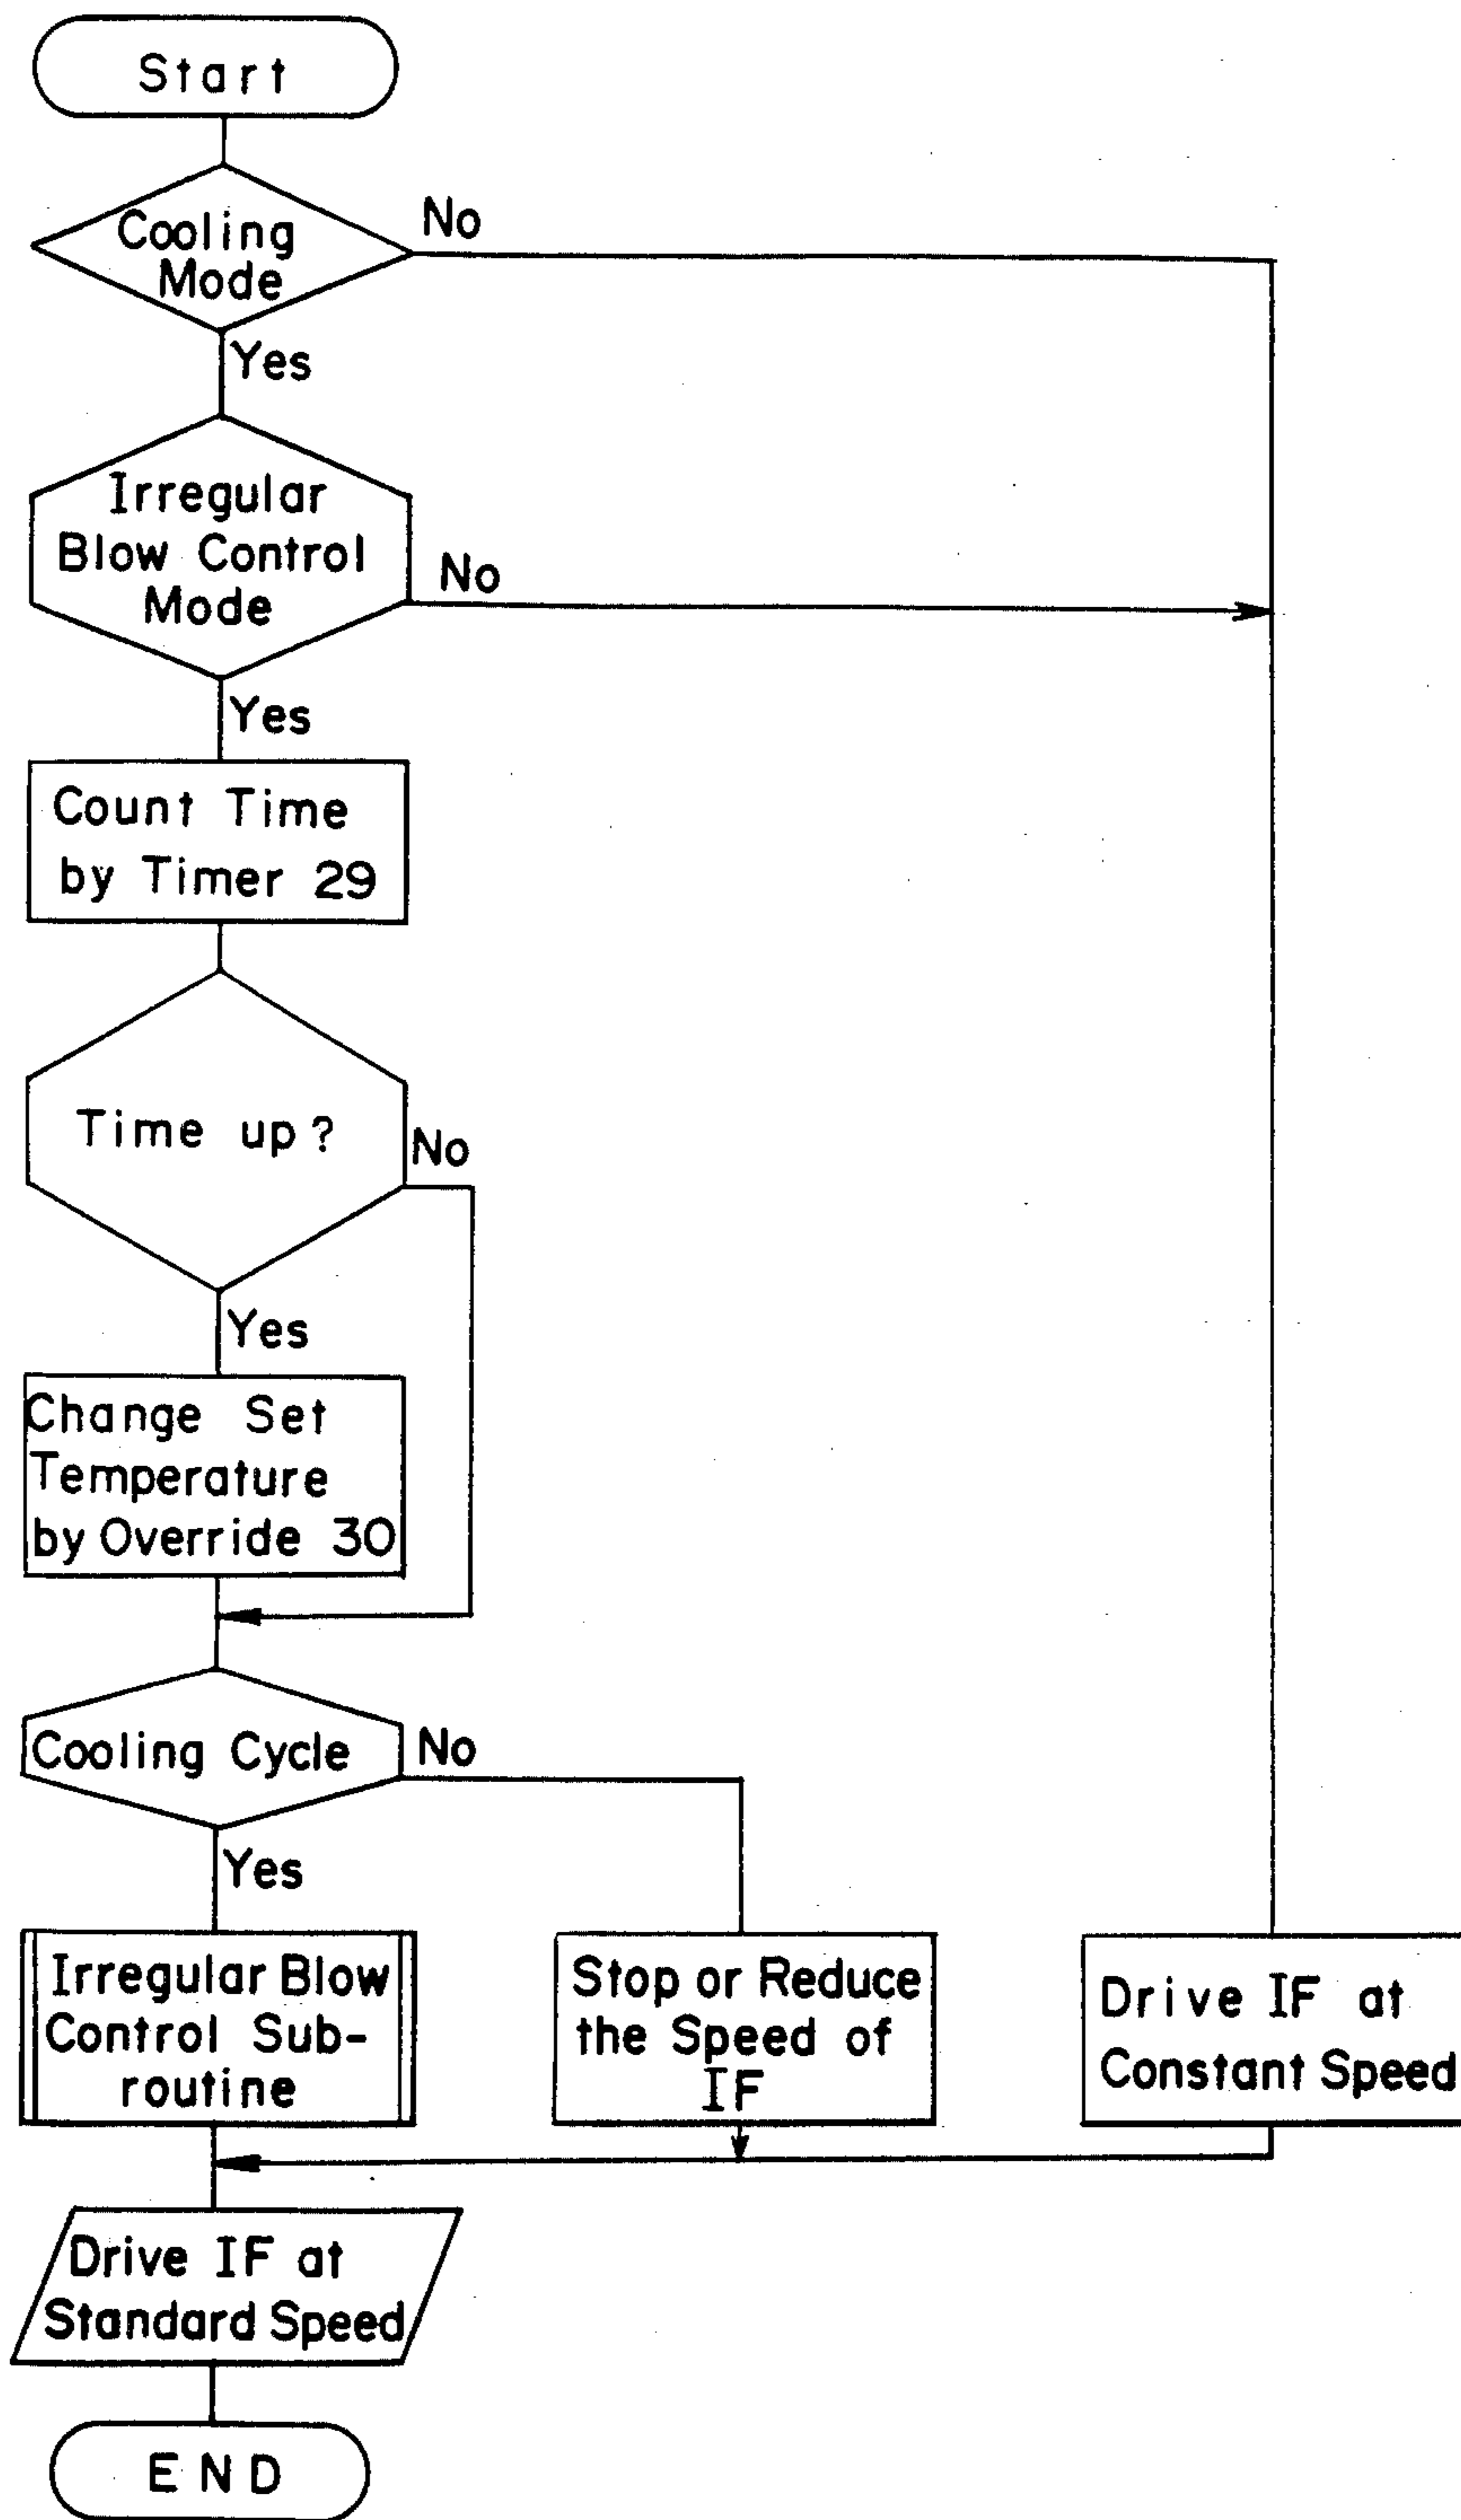 Start
Cooling
Mode
No
Yes
Irregular
Blow Control
Mode
No
Yes
Count Time
by Timer 29
Time up?
No
Yes
Change Set
Temperature
by Override 30
Cooling Cycle
No
Yes
Irregular Blow
Control Sub-
routine
Stop or Reduce
the Speed of
IF
Drive IF at
Constant Speed
Drive IF at
Standard Speed
END